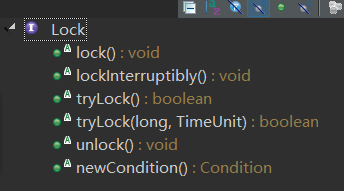 Lock
lock() : void
lockInterruptibly() : void
tryLock() : boolean
tryLock(long, TimeUnit) : boolean
unlock() : void
newCondition() : Condition